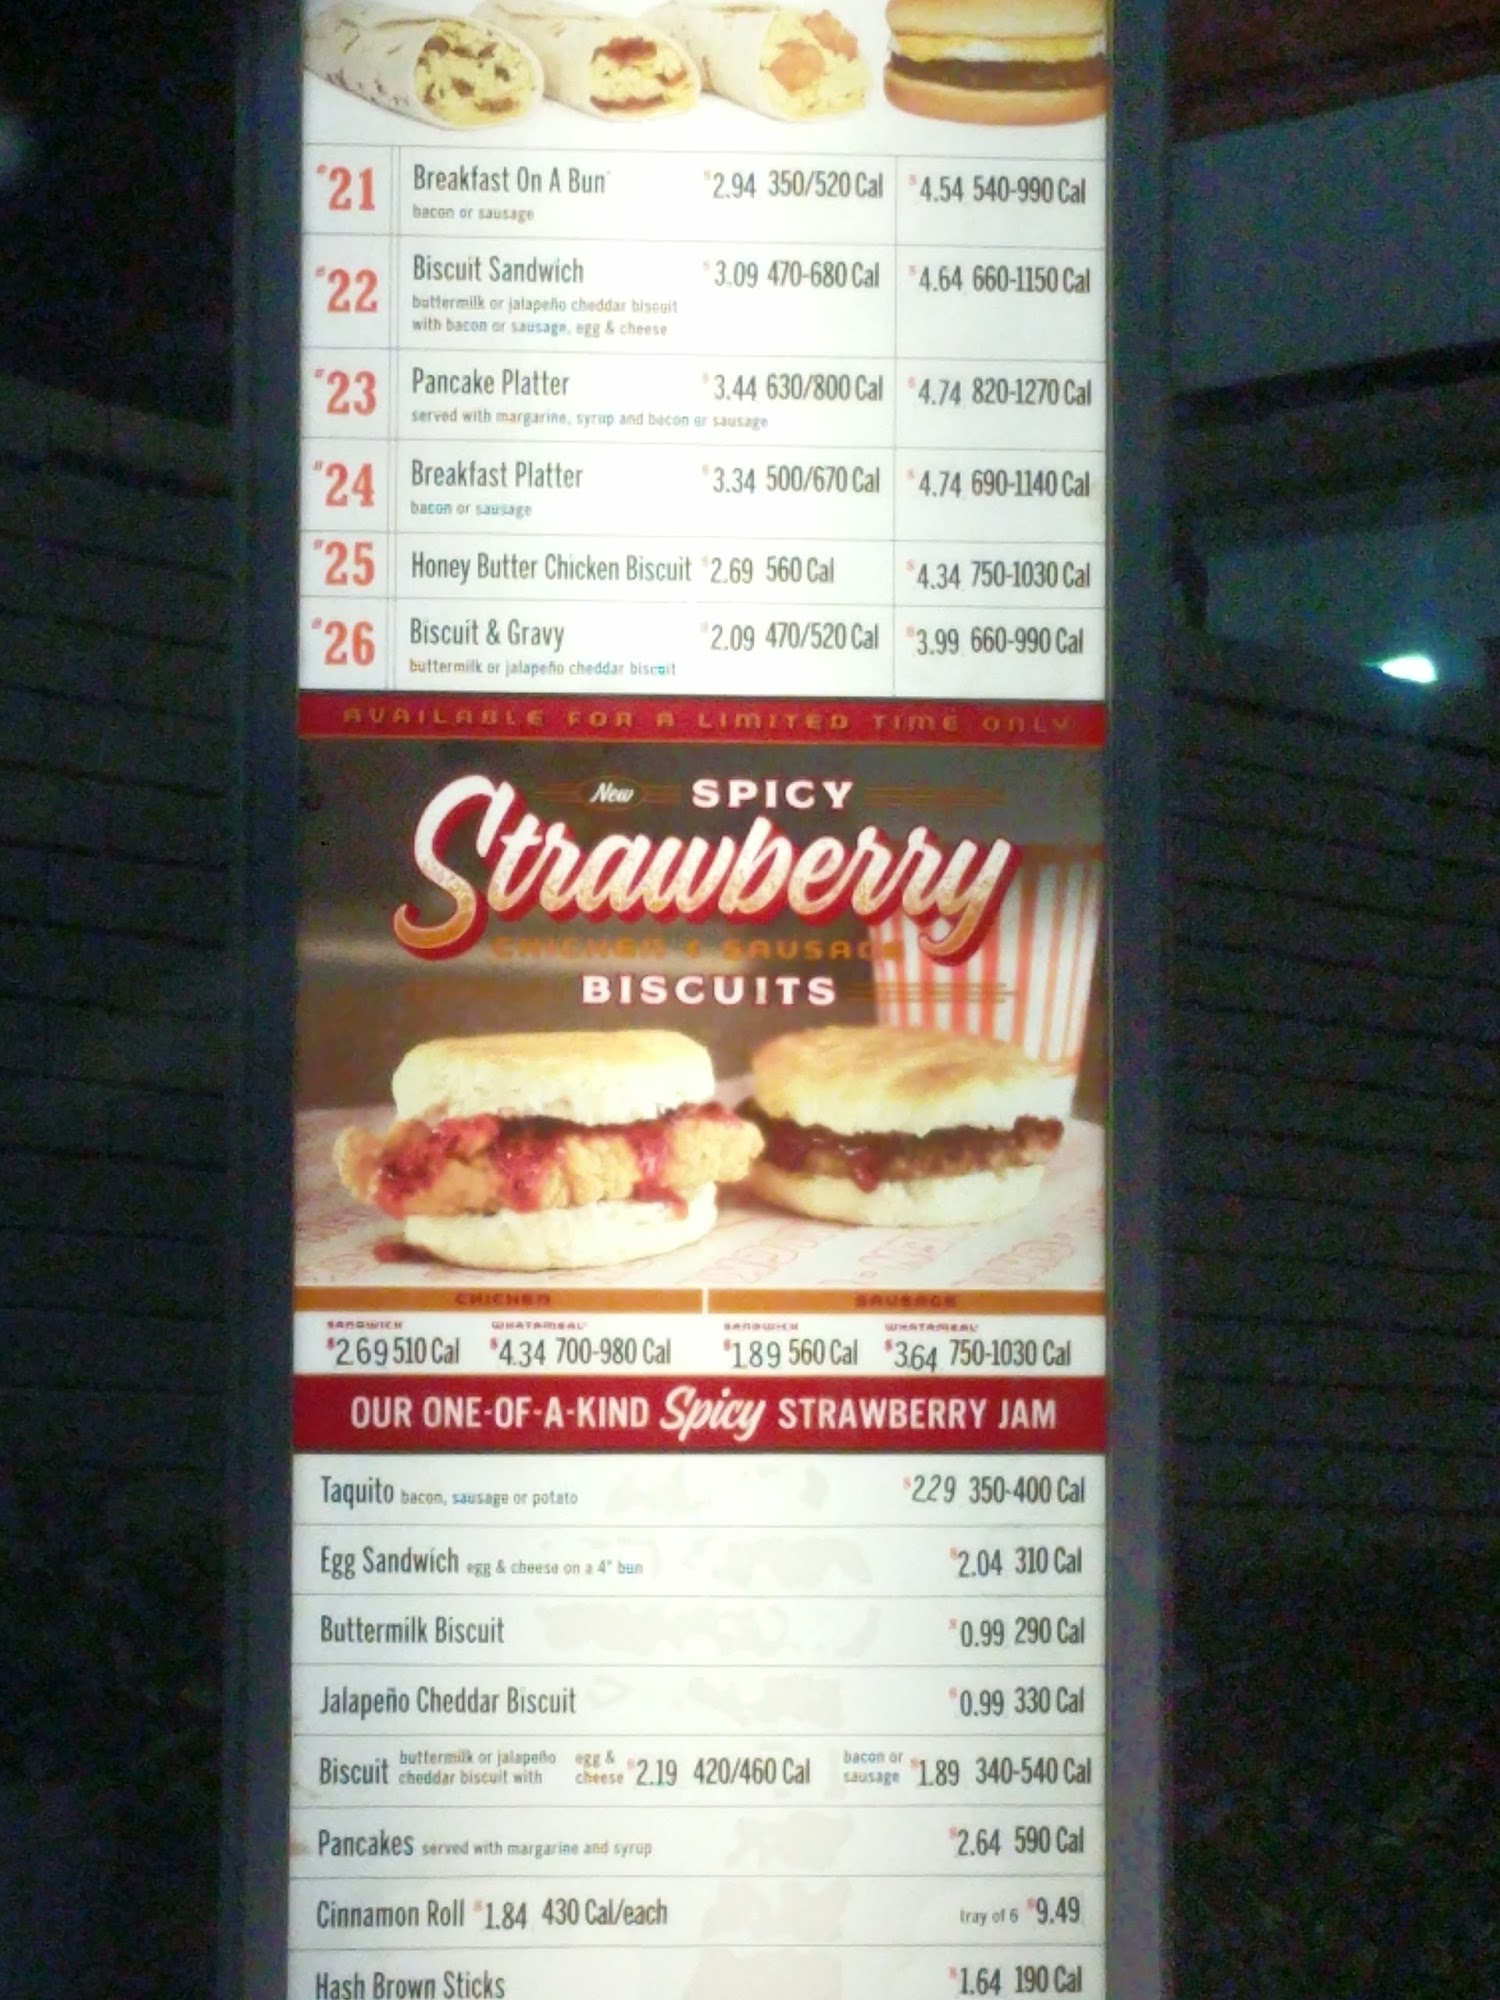 #21 Breakfast On A Bun $2.94 350/520 Cal $4.54 540-990 Cal
bacon or sausage
#22 Biscuit Sandwich $3.09 470-680 Cal $4.64 660-1150 Cal
buttermilk or jalapeño cheddar biscuit
with bacon or sausage, egg & cheese
#23 Pancake Platter $3.44 630/800 Cal $4.74 820-1270 Cal
served with margarine, syrup and bacon or sausage
#24 Breakfast Platter $3.34 500/670 Cal $4.74 690-1140 Cal
bacon or sausage
#25 Honey Butter Chicken Biscuit $2.69 560 Cal $4.34 750-1030 Cal
#26 Biscuit & Gravy $2.09 470/520 Cal $3.99 660-990 Cal
buttermilk or jalapeño cheddar biscuit
AVAILABLE FOR A LIMITED TIME ONLY
New SPICY
Strawberry
CHICKEN & SAUSAGE
BISCUITS
CHICKEN SAUSAGE
SANDWICH WHATAMEAL SANDWICH WHATAMEAL
$2.69 510 Cal $4.34 700-980 Cal $1.89 560 Cal $3.64 750-1030 Cal
OUR ONE-OF-A-KIND Spicy STRAWBERRY JAM
Taquito bacon, sausage or potato $2.29 350-400 Cal
Egg Sandwich egg & cheese on a 4" bun $2.04 310 Cal
Buttermilk Biscuit $0.99 290 Cal
Jalapeño Cheddar Biscuit $0.99 330 Cal
Biscuit buttermilk or jalapeño cheddar biscuit with egg & cheese $2.19 420/460 Cal bacon or sausage $1.89 340-540 Cal
Pancakes served with margarine and syrup $2.64 590 Cal
Cinnamon Roll $1.84 430 Cal/each tray of 6 $9.49
Hash Brown Sticks $1.64 190 Cal